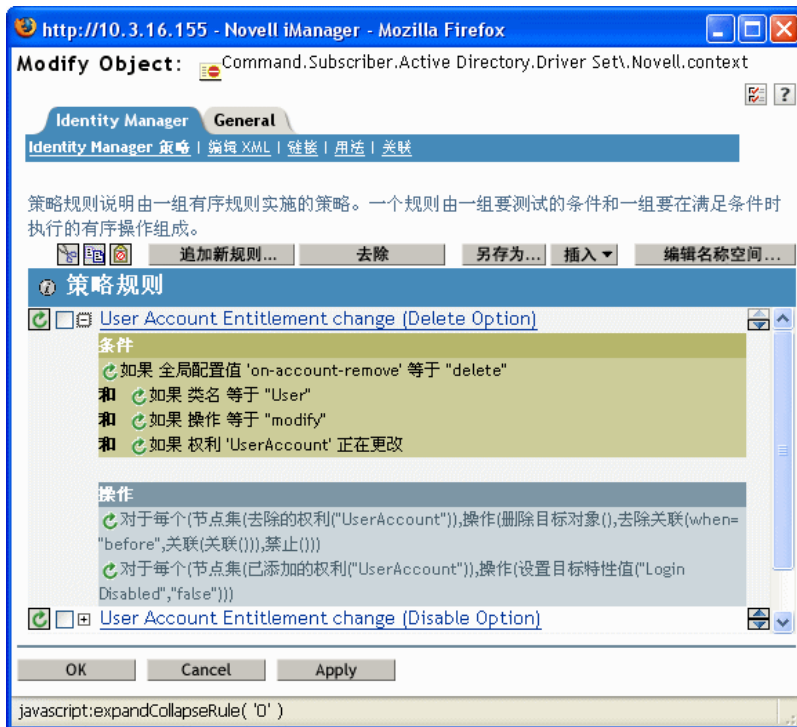 http://10.3.16.155 - Novell iManager - Mozilla Firefox
Modify Object: Command.Subscriber.Active Directory.Driver Set\.Novell.context
?
Identity Manager General
Identity Manager 策略 | 编辑 XML | 链接 | 用法 | 关联
策略规则说明由一组有序规则实施的策略。一个规则由一组要测试的条件和一组要在满足条件时
执行的有序操作组成。
追加新规则... 去除 另存为... 插入 编辑名称空间...
策略规则
User Account Entitlement change (Delete Option)
条件
如果 全局配置值 'on-account-remove' 等于 "delete"
和 如果 类名 等于 "User"
和 如果 操作 等于 "modify"
和 如果 权利 'UserAccount' 正在更改
操作
对于每个(节点集(去除的权利("UserAccount")),操作(删除目标对象(),去除关联(when=
"before",关联(关联())),禁止()))
对于每个(节点集(已添加的权利("UserAccount")),操作(设置目标特性值("Login
Disabled","false")))
User Account Entitlement change (Disable Option)
OK Cancel Apply
javascript:expandCollapseRule( '0' )